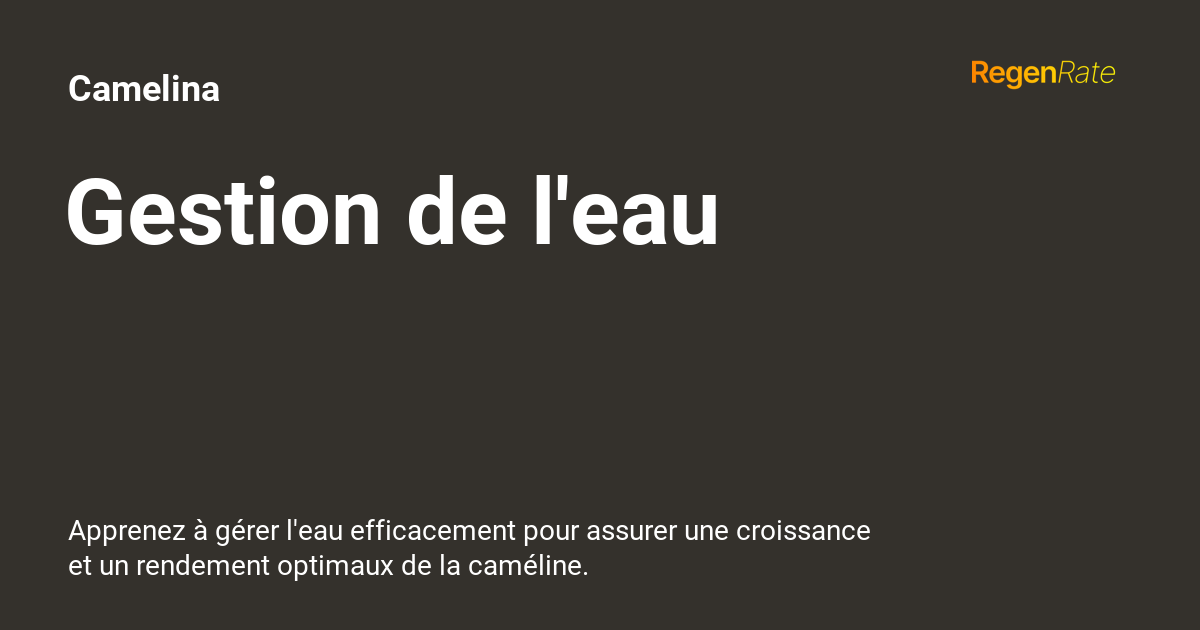 Camelina
RegenRate
Gestion de l'eau
Apprenez à gérer l'eau efficacement pour assurer une croissance
et un rendement optimaux de la caméline.